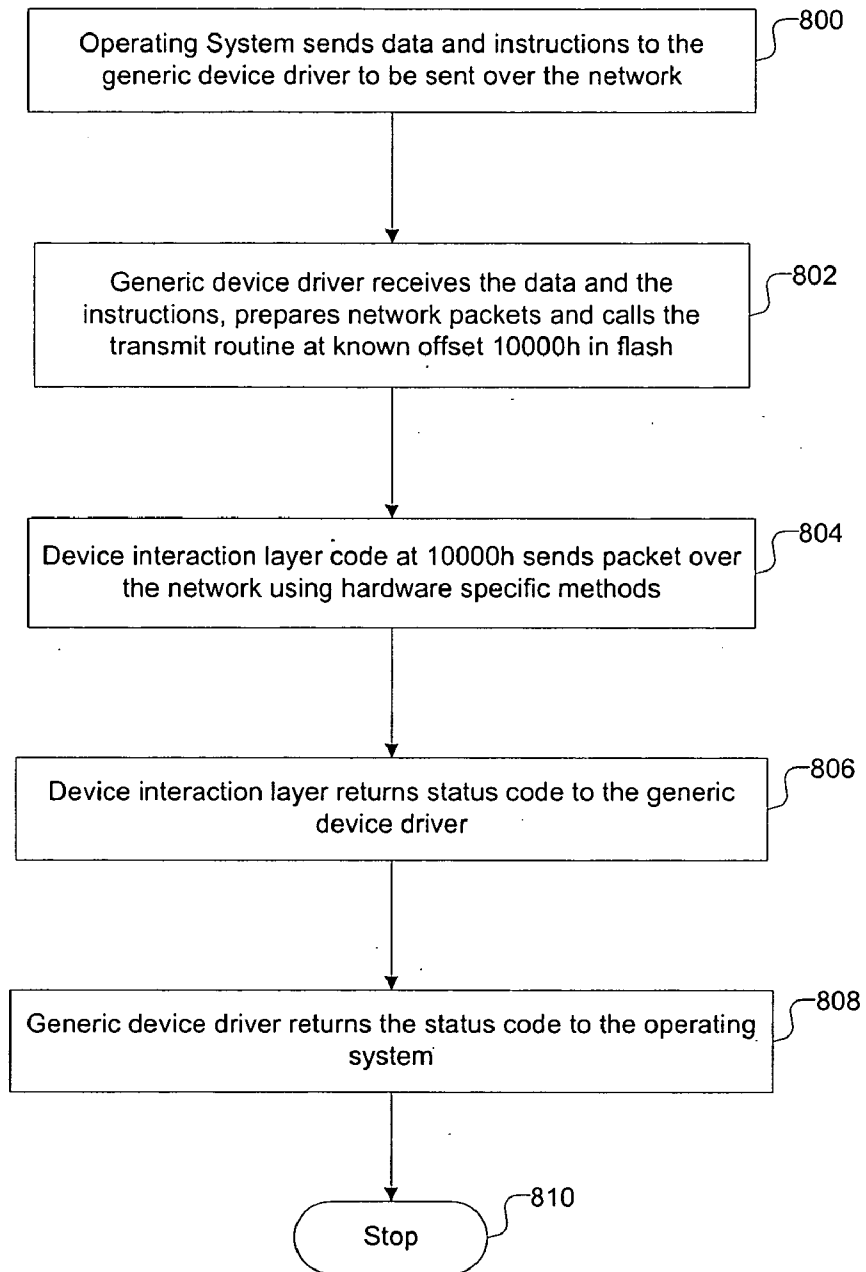 Operating System sends data and instructions to the
generic device driver to be sent over the network
800
Generic device driver receives the data and the
instructions, prepares network packets and calls the
transmit routine at known offset 10000h in flash
802
Device interaction layer code at 10000h sends packet over
the network using hardware specific methods
804
Device interaction layer returns status code to the generic
device driver
806
Generic device driver returns the status code to the operating
system
808
Stop
810